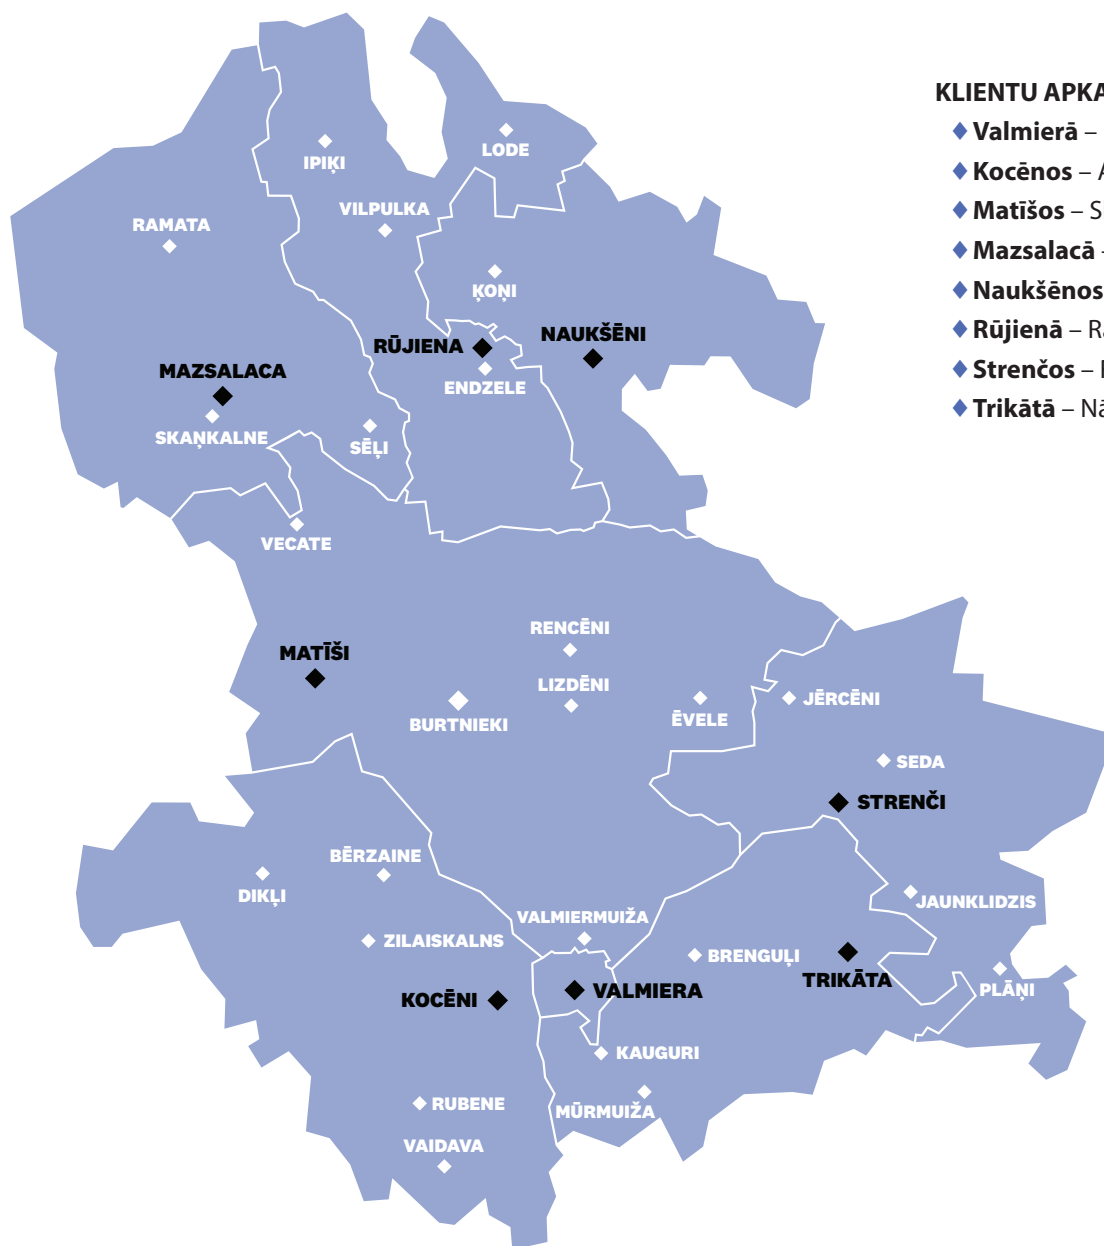 KLIENTU
Valmierā –
Kocēnos –
Matīšos –
Mazsalacā
Naukšēnos
Rūjienā –
Strenčos –
Trikātā –
IPIĶI
LODE
RAMATA
VILPULKA
ĶOŅI
RŪJIENA
NAUKŠĒNI
ENDZELE
MAZSALACA
SKAŅKALNE
SĒĻI
VECATE
RENCĒNI
MATĪŠI
LIZDĒNI
BURTNIEKI
ĒVELE
JĒRCĒNI
SEDA
STRENČI
BĒRZAINE
DIKĻI
JAUNKLIDZIS
VALMIERMUIŽA
ZILAISKALNS
BRENGUĻI
TRIKĀTA
PLĀŅI
KOCĒNI
VALMIERA
KAUGURI
RUBENE
MŪRMUIŽA
VAIDAVA